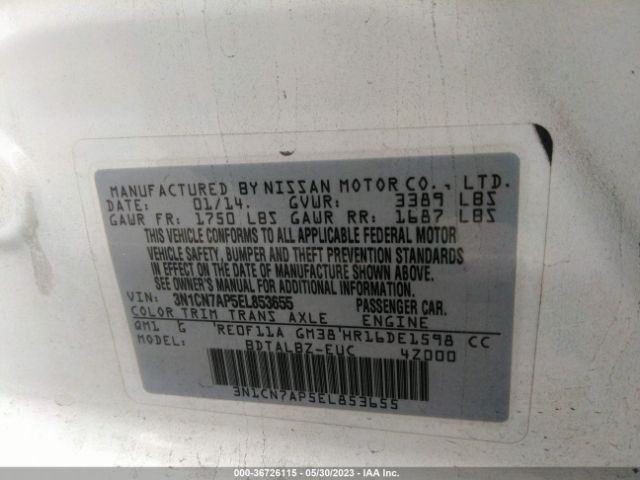 MANUFACTURED BY NISSAN MOTOR CO., LTD.
DATE: 01/14. GVWR: 3389 LBS
GAWR FR: 1750 LBS GAWR RR: 1687 LBS
THIS VEHICLE CONFORMS TO ALL APPLICABLE FEDERAL MOTOR
VEHICLE SAFETY, BUMPER AND THEFT PREVENTION STANDARDS
IN EFFECT ON THE DATE OF MANUFACTURE SHOWN ABOVE.
SEE OWNER'S MANUAL FOR ADDITIONAL INFORMATION.
VIN: 3N1CN7AP5EL853655 PASSENGER CAR.
COLOR TRIM TRANS AXLE ENGINE
QM1 G RE0F11A GM38 HR16DE1598 CC
MODEL: BDTALBZ-EUC 4Z000
3N1CN7AP5EL853655
000-36726115 - 05/30/2023 - IAA Inc.